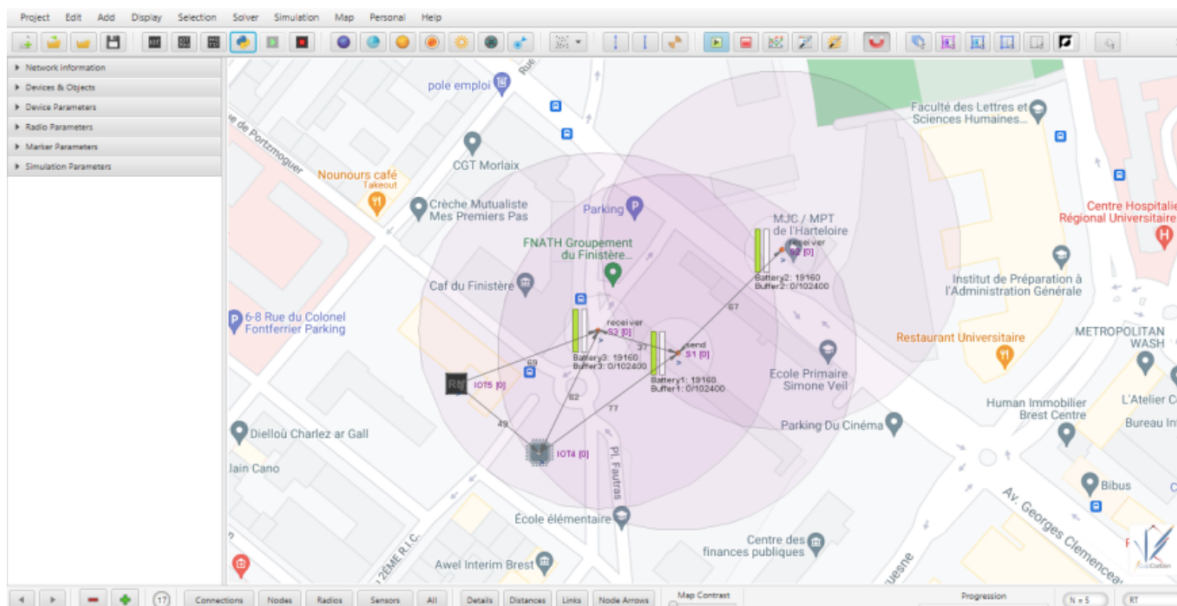 Project Edit Add Display Selection Solver Simulation Map Personal Help
Network information
Devices & Objects
Device Parameters
Radio Parameters
Marker Parameters
Simulation Parameters
pole emploi
Rue
Faculté des Lettres et
Sciences Humaines...
ue de Portzmoguer
CGT Morlaix
Nounours café
Takeout
Crèche Mutualiste
Mes Premiers Pas
Parking
Centre Hospitalie
Régional Universitaire
MJC / MPT
de l'Harteloire
receiver
S2 [0]
FNATH Groupement
du Finistère...
Battery2: 19160
Buffer2: 0/102400
Institut de Préparation à
l'Administration Générale
Caf du Finistère
67
6-8 Rue du Colonel
Fontferrier Parking
receiver
S3 [0]
send
S1 [0]
37
Restaurant Universitaire
METROPOLITAN
WASH
Battery3: 19160
Buffer3: 0/102400
69
Ecole Primaire
Simone Veil
Battery1: 19160
Buffer1: 0/102400
IOT5 [0]
62
77
49
Human Immobilier
Brest Centre
L'Atelier C
Bureau Int
Parking Du Cinéma
Dielloù Charlez ar Gall
IOT4 [0]
lain Cano
Pl. Fautras
Bibus
École élémentaire
Av. Georges Clemenceau
Centre des
finances publiques
2ÈME R.I.C.
Awel Interim Brest
uesne
17 Connections Nodes Radios Sensors All Details Distances Links Node Arrows Map Contrast Progression N = 5 RT